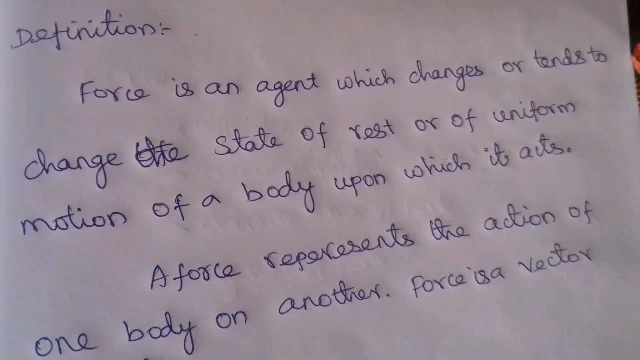 Definition:-
Force is an agent which changes or tends to
change the state of rest or of uniform
motion of a body upon which it acts.
A force reperesents the action of
one body on another. Force is a vector